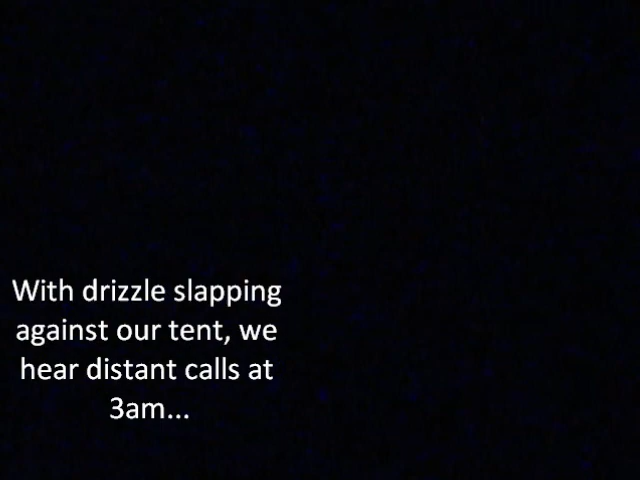 With drizzle slapping
against our tent, we
hear distant calls at
3am...